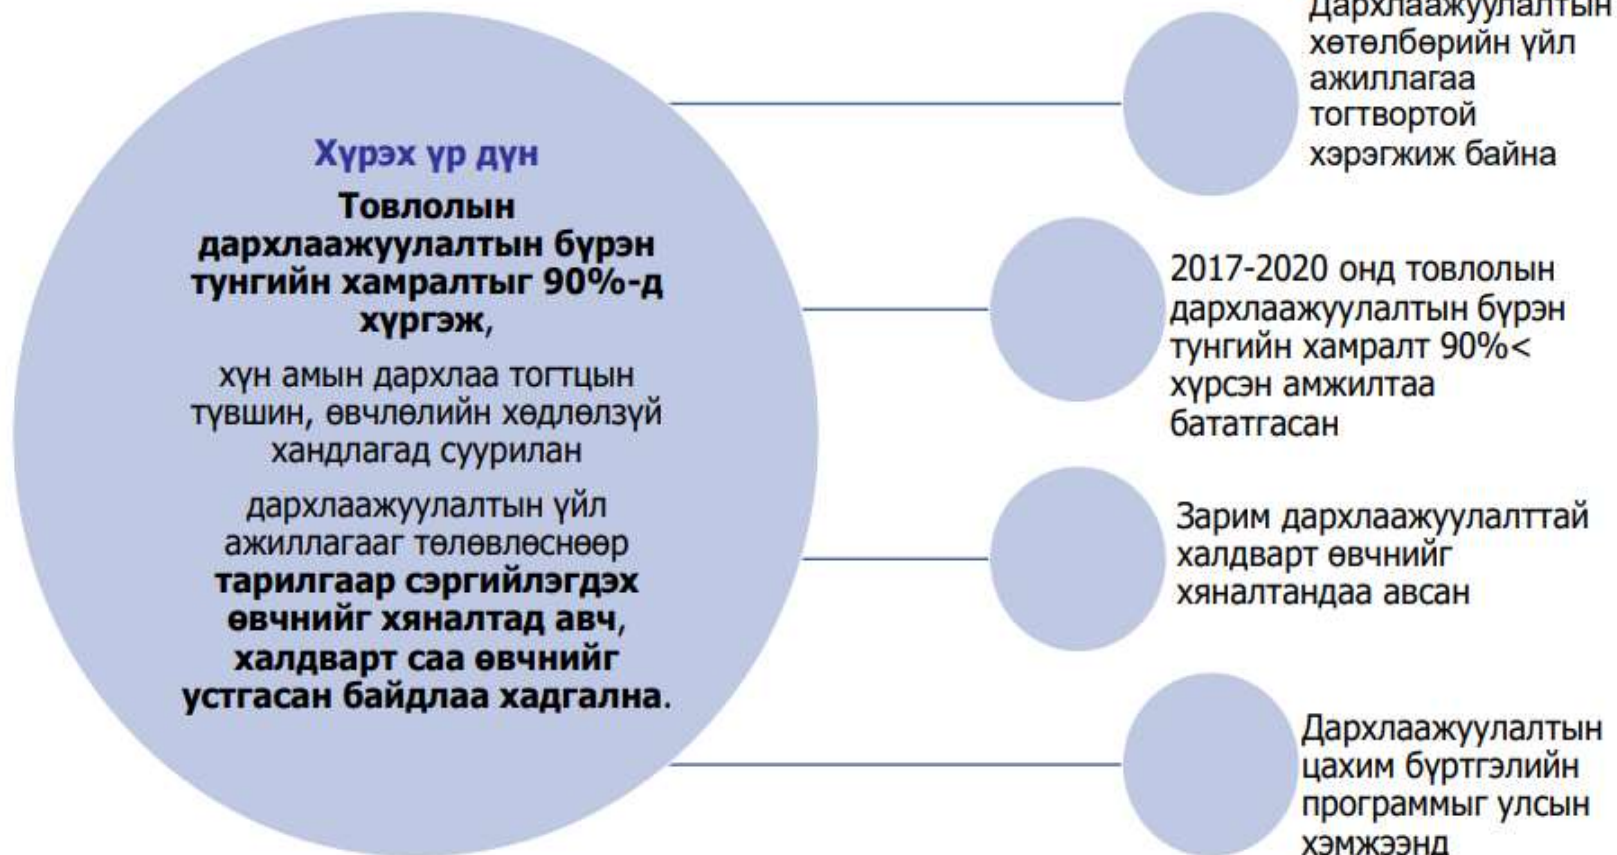 Хүрэх үр дүн
Товлолын
дархлаажуулалтын бүрэн
тунгийн хамралтыг 90%-д
хүргэж,
хүн амын дархлаа тогтцын
түвшин, өвчлөлийн хөдлөлзүй
хандлагад суурилан
дархлаажуулалтын үйл
ажиллагааг төлөвлөснөөр
тарилгаар сэргийлэгдэх
өвчнийг хяналтад авч,
халдварт саа өвчнийг
устгасан байдлаа хадгална.
Дархлаажуулалтын
хөтөлбөрийн үйл
ажиллагаа
тогтвортой
хэрэгжиж байна
2017-2020 онд товлолын
дархлаажуулалтын бүрэн
тунгийн хамралт 90%<
хүрсэн амжилтаа
бататгасан
Зарим дархлаажуулалттай
халдварт өвчнийг
хяналтандаа авсан
Дархлаажуулалтын
цахим бүртгэлийн
программыг улсын
хэмжээнд